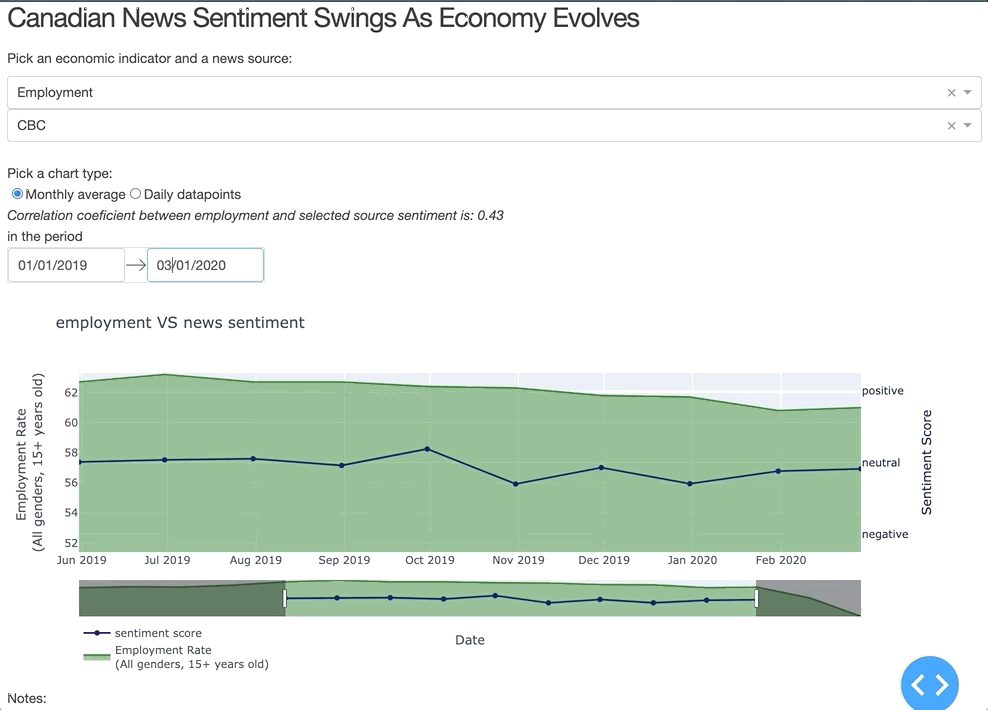 Canadian News Sentiment Swings As Economy Evolves
Pick an economic indicator and a news source:
Employment
CBC
Pick a chart type:
Monthly average Daily datapoints
Correlation coeficient between employment and selected source sentiment is: 0.43
in the period
01/01/2019 → 03/01/2020
employment VS news sentiment
Employment Rate
(All genders, 15+ years old)
62
60
58
56
54
52
positive
neutral
negative
Sentiment Score
Jun 2019 Jul 2019 Aug 2019 Sep 2019 Oct 2019 Nov 2019 Dec 2019 Jan 2020 Feb 2020
Date
sentiment score
Employment Rate
(All genders, 15+ years old)
Notes: